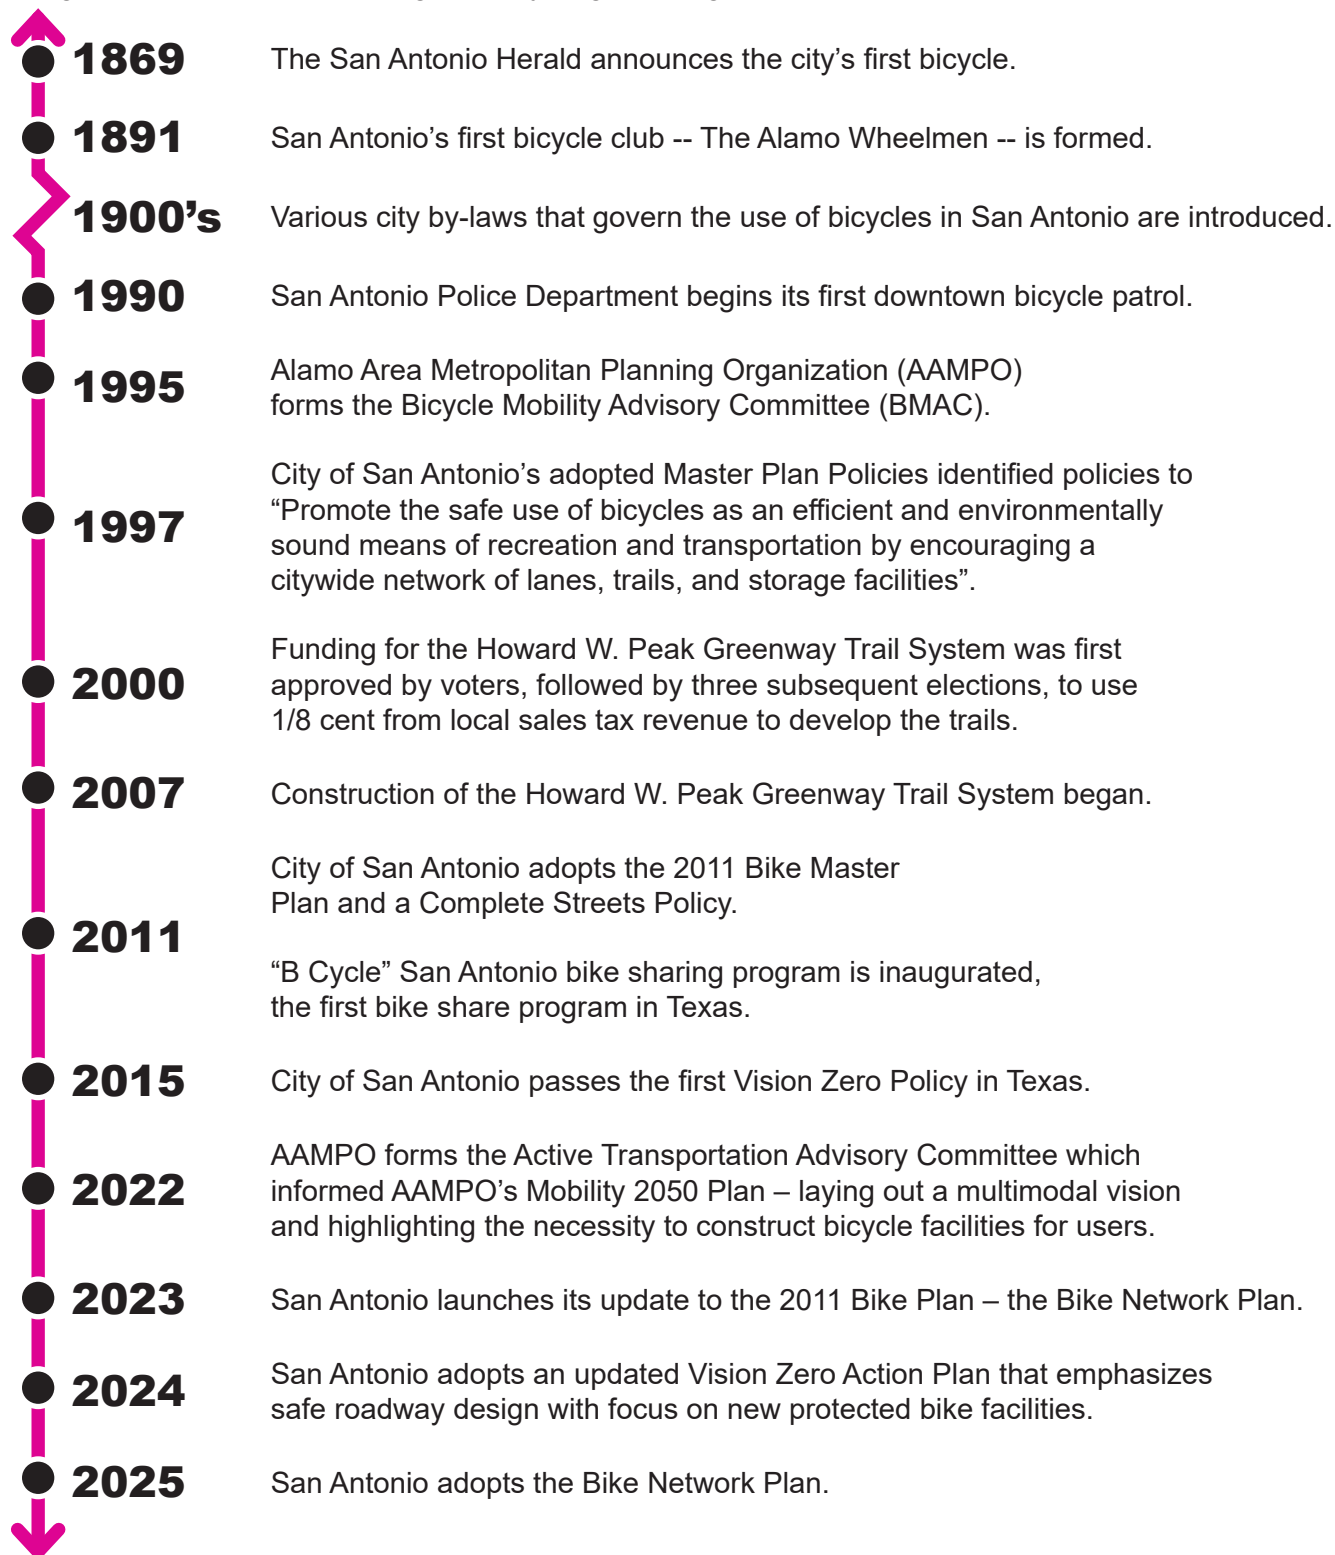 1869
The San Antonio Herald announces the city’s first bicycle.
1891
San Antonio’s first bicycle club -- The Alamo Wheelmen -- is formed.
1900’s
Various city by-laws that govern the use of bicycles in San Antonio are introduced.
1990
San Antonio Police Department begins its first downtown bicycle patrol.
1995
Alamo Area Metropolitan Planning Organization (AAMPO)
forms the Bicycle Mobility Advisory Committee (BMAC).
1997
City of San Antonio’s adopted Master Plan Policies identified policies to
“Promote the safe use of bicycles as an efficient and environmentally
sound means of recreation and transportation by encouraging a
citywide network of lanes, trails, and storage facilities”.
2000
Funding for the Howard W. Peak Greenway Trail System was first
approved by voters, followed by three subsequent elections, to use
1/8 cent from local sales tax revenue to develop the trails.
2007
Construction of the Howard W. Peak Greenway Trail System began.
2011
City of San Antonio adopts the 2011 Bike Master
Plan and a Complete Streets Policy.
“B Cycle” San Antonio bike sharing program is inaugurated,
the first bike share program in Texas.
2015
City of San Antonio passes the first Vision Zero Policy in Texas.
2022
AAMPO forms the Active Transportation Advisory Committee which
informed AAMPO’s Mobility 2050 Plan – laying out a multimodal vision
and highlighting the necessity to construct bicycle facilities for users.
2023
San Antonio launches its update to the 2011 Bike Plan – the Bike Network Plan.
2024
San Antonio adopts an updated Vision Zero Action Plan that emphasizes
safe roadway design with focus on new protected bike facilities.
2025
San Antonio adopts the Bike Network Plan.